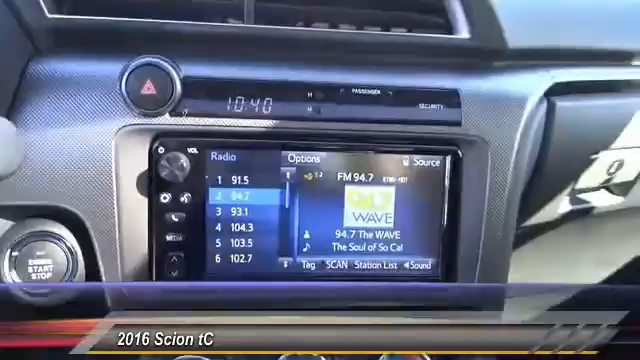 PASSENGER
10:40
SECURITY
VOL
Radio
Options
Source
1 91.5
FM 94.7
2 94.7
94.7
WAVE
3 93.1
4 104.3
94.7 The WAVE
5 103.5
The Soul of So Cal
MEDIA
6 102.7
Tag SCAN Station List Sound
ENGINE
START
STOP
2016 Scion tC